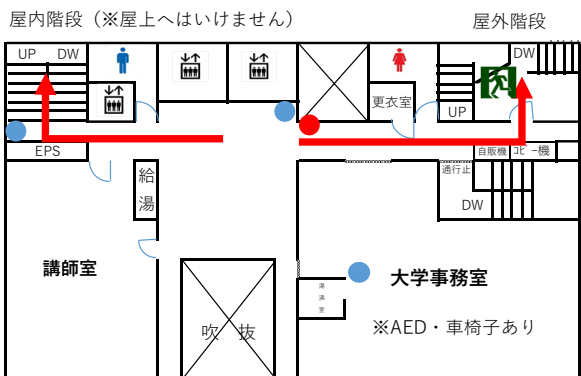 屋内階段（※屋上へはいけません）
屋外階段
UP DW
DW
更衣室
UP
EPS
自販機 ｺﾋﾟｰ機
給湯
通行止
DW
講師室
大学事務室
湯沸室
吹 抜
※AED・車椅子あり